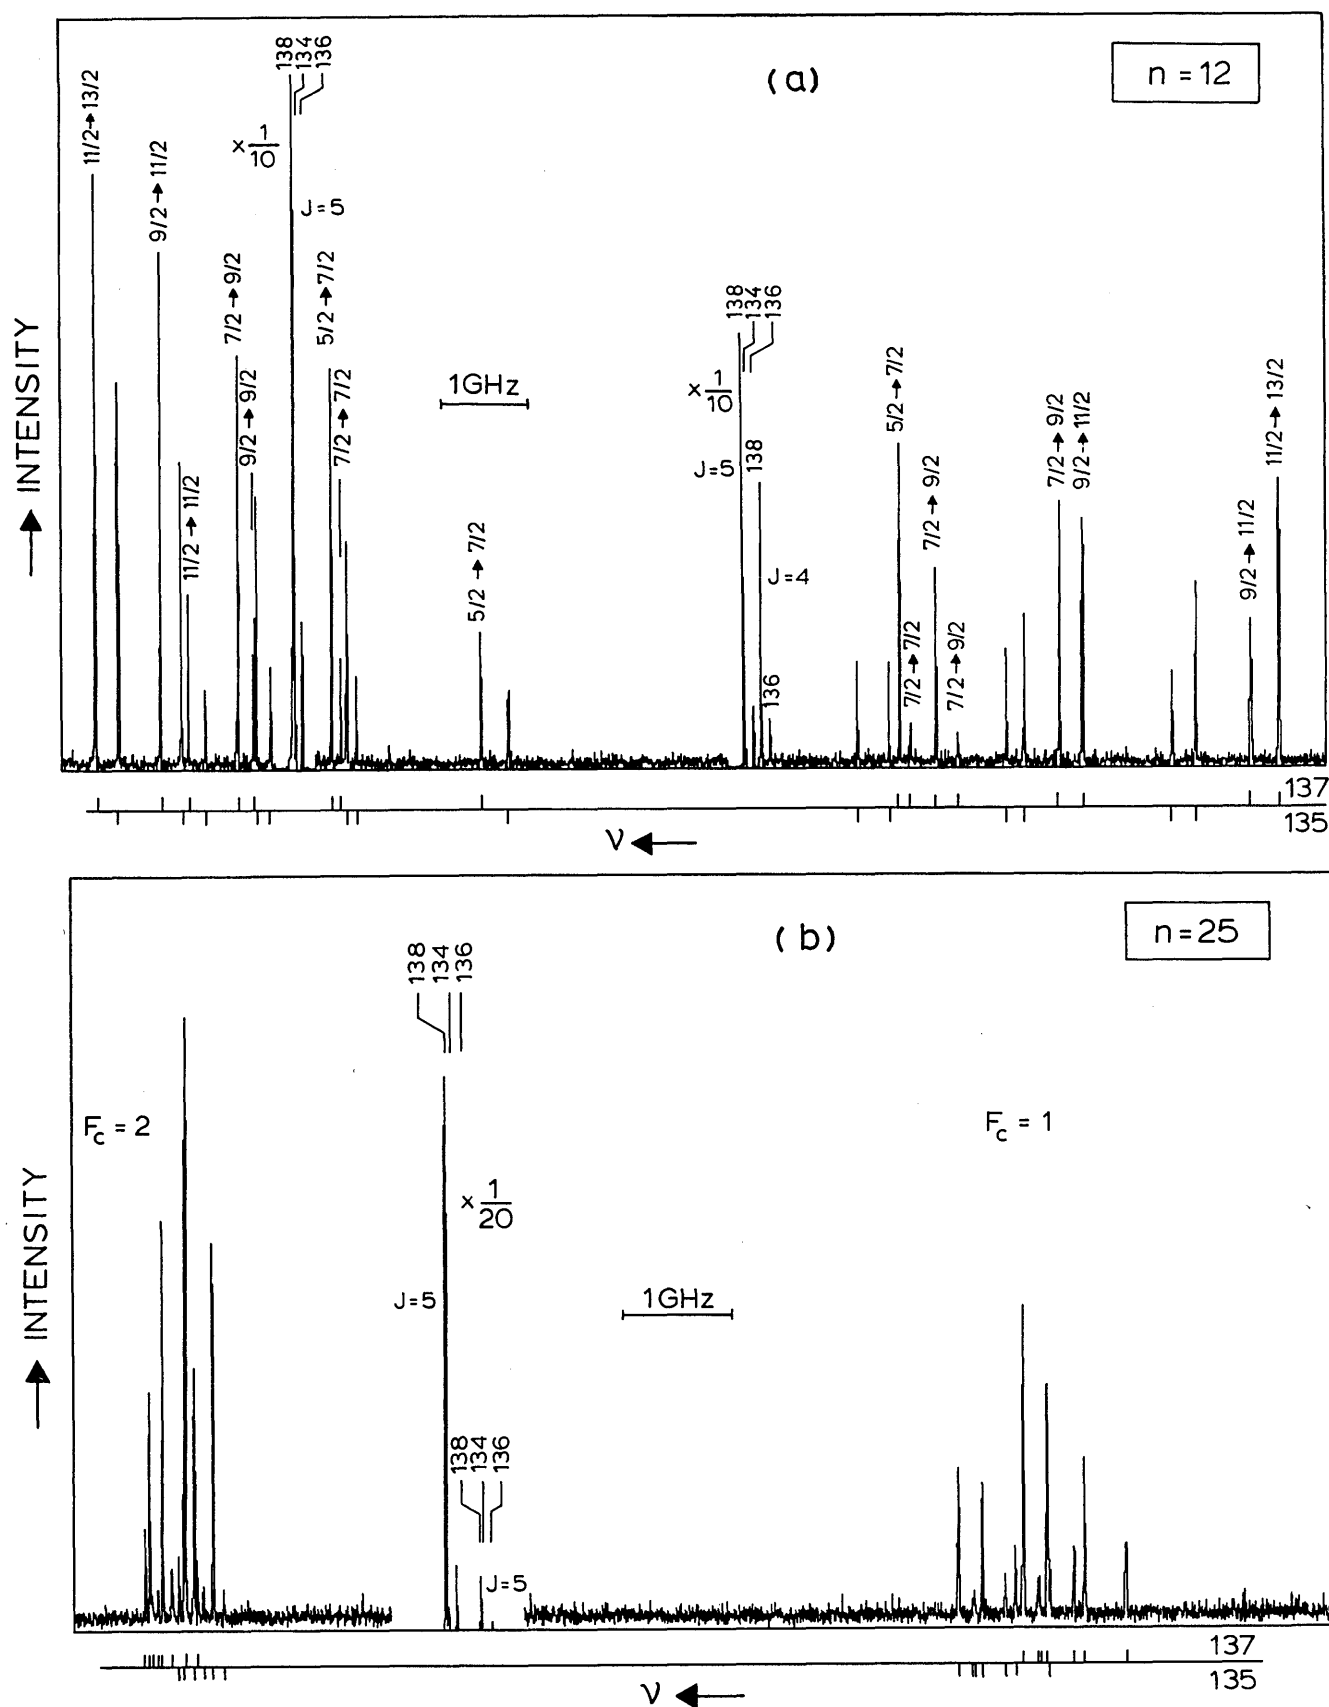 (a)
n = 12
138
134
136
11/2→13/2
9/2→11/2
× 1/10
J=5
7/2→9/2
5/2→7/2
11/2→11/2
9/2→9/2
7/2→7/2
1GHz
5/2→7/2
138
134
136
× 1/10
J=5
138
J=4
136
5/2→7/2
7/2→7/2
7/2→9/2
7/2→9/2
7/2→9/2
9/2→11/2
9/2→11/2
11/2→13/2
→ INTENSITY
137
135
ν ←
(b)
n=25
138
134
136
Fc = 2
Fc = 1
× 1/20
J=5
1GHz
138
134
136
J=5
→ INTENSITY
137
135
ν ←